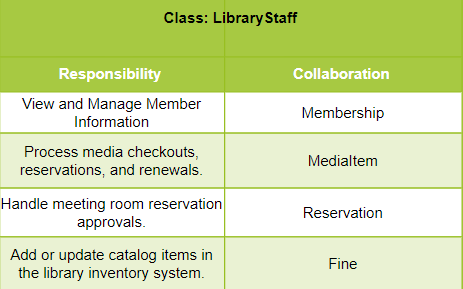 Class: LibraryStaff
Responsibility
Collaboration
View and Manage Member
Information
Membership
Process media checkouts,
reservations, and renewals.
MediaItem
Handle meeting room reservation
approvals.
Reservation
Add or update catalog items in
the library inventory system.
Fine